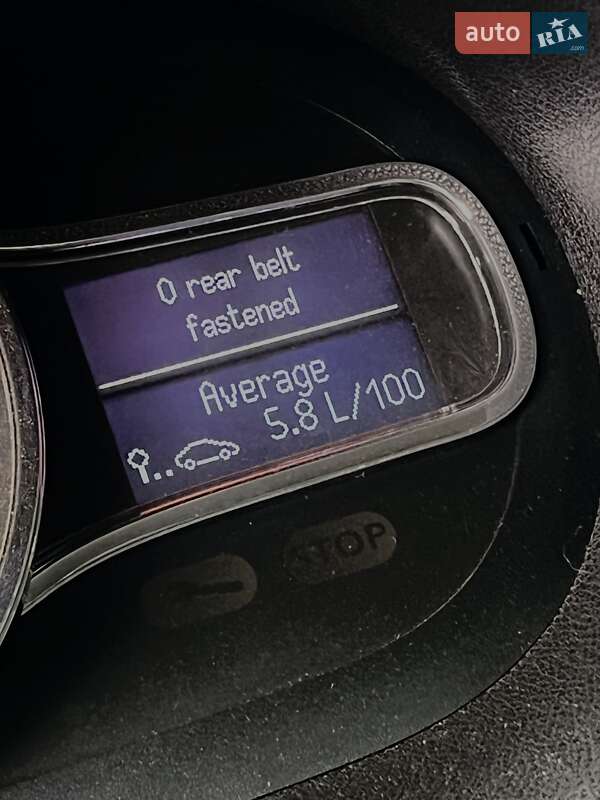 auto
RIA
.com
0 rear belt
fastened
Average
5.8 L/100
STOP